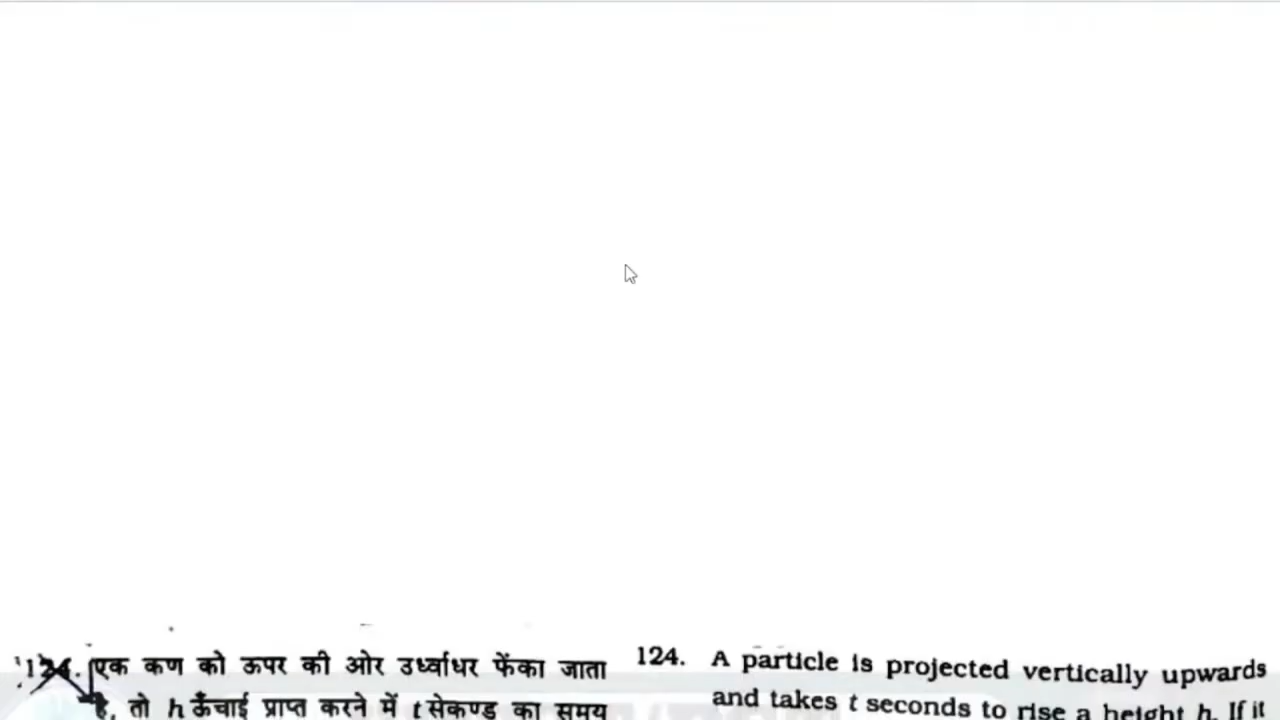 124. एक कण को ऊपर की ओर उर्ध्वाधर फेंका जाता
है, तो h ऊँचाई प्राप्त करने में t सेकण्ड का समय
124. A particle is projected vertically upwards
and takes t seconds to rise a height h. If it